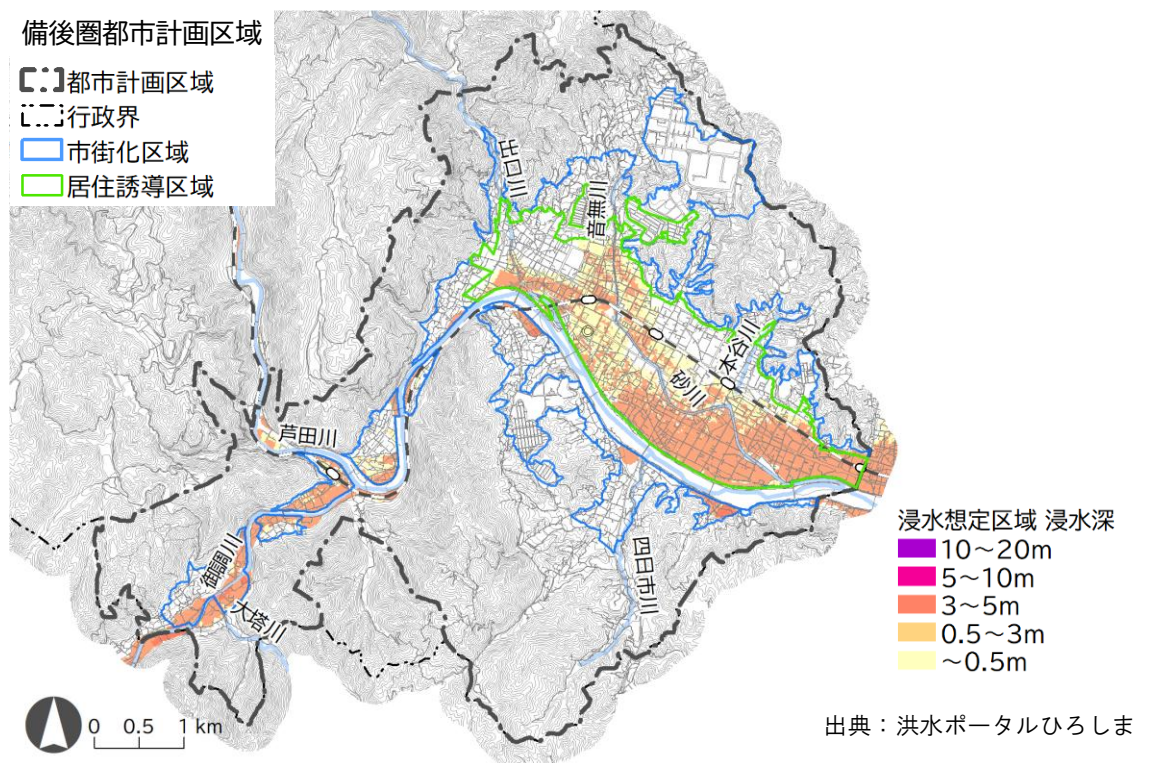 備後圏都市計画区域
都市計画区域
行政界
市街化区域
居住誘導区域
出口川
音無川
本谷川
砂川
芦田川
御調川
大塔川
四日市川
浸水想定区域 浸水深
10～20m
5～10m
3～5m
0.5～3m
～0.5m
0 0.5 1 km
出典：洪水ポータルひろしま